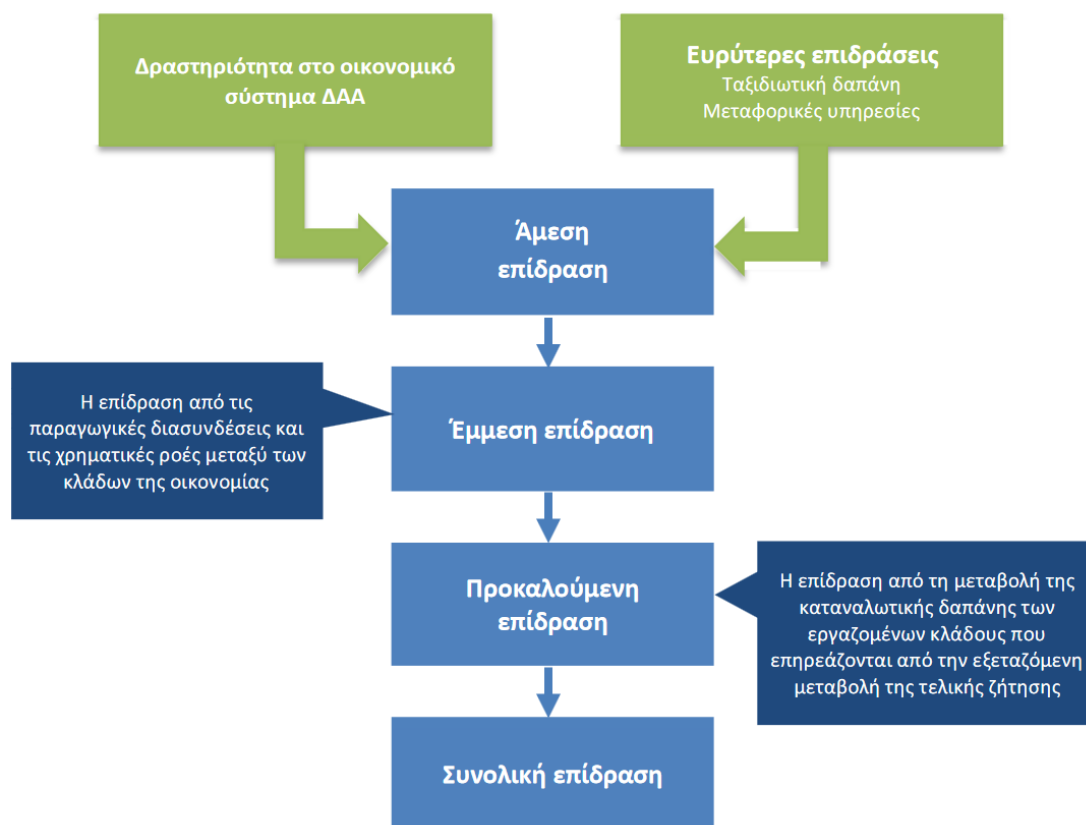 Δραστηριότητα στο οικονομικό
σύστημα ΔΑΑ
Ευρύτερες επιδράσεις
Ταξιδιωτική δαπάνη
Μεταφορικές υπηρεσίες
Άμεση
επίδραση
Η επίδραση από τις
παραγωγικές διασυνδέσεις και
τις χρηματικές ροές μεταξύ των
κλάδων της οικονομίας
Έμμεση επίδραση
Προκαλούμενη
επίδραση
Η επίδραση από τη μεταβολή της
καταναλωτικής δαπάνης των
εργαζομένων κλάδους που
επηρεάζονται από την εξεταζόμενη
μεταβολή της τελικής ζήτησης
Συνολική επίδραση